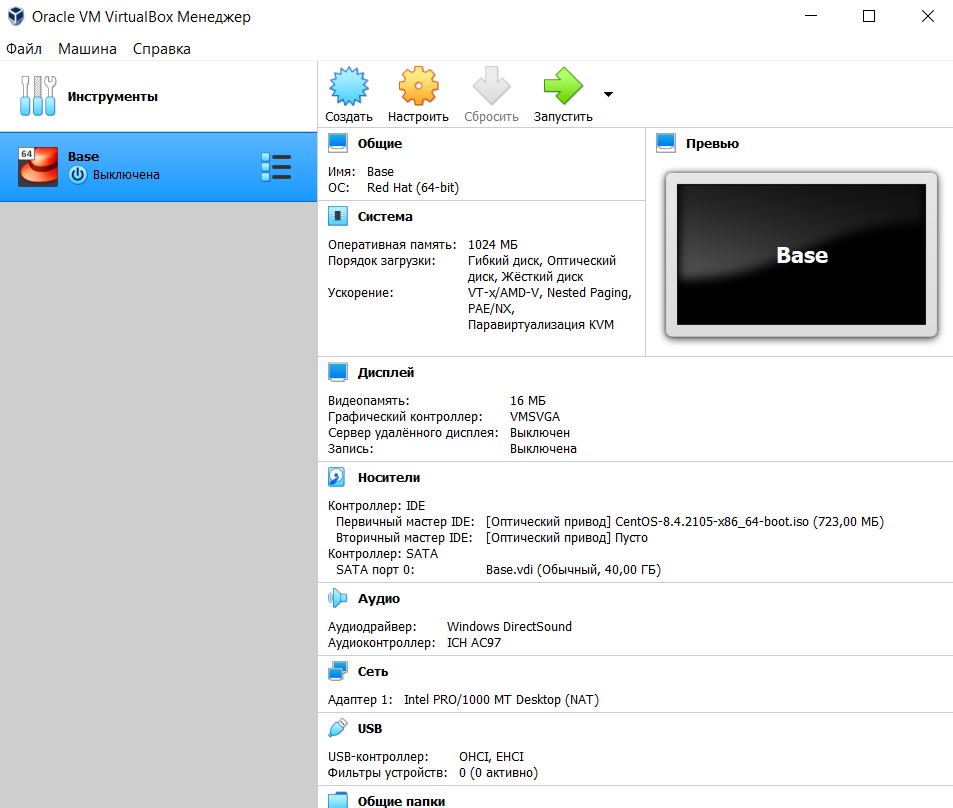 Oracle VM VirtualBox Менеджер
Файл Машина Справка
Инструменты
64
Base
Выключена
Создать Настроить Сбросить Запустить
Общие
Имя: Base
ОС: Red Hat (64-bit)
Превью
Base
Система
Оперативная память: 1024 МБ
Порядок загрузки: Гибкий диск, Оптический
диск, Жёсткий диск
Ускорение: VT-x/AMD-V, Nested Paging,
PAE/NX,
Паравиртуализация KVM
Дисплей
Видеопамять: 16 МБ
Графический контроллер: VMSVGA
Сервер удалённого дисплея: Выключен
Запись: Выключена
Носители
Контроллер: IDE
Первичный мастер IDE: [Оптический привод] CentOS-8.4.2105-x86_64-boot.iso (723,00 МБ)
Вторичный мастер IDE: [Оптический привод] Пусто
Контроллер: SATA
SATA порт 0: Base.vdi (Обычный, 40,00 ГБ)
Аудио
Аудиодрайвер: Windows DirectSound
Аудиоконтроллер: ICH AC97
Сеть
Адаптер 1: Intel PRO/1000 MT Desktop (NAT)
USB
USB-контроллер: OHCI, EHCI
Фильтры устройств: 0 (0 активно)
Общие папки